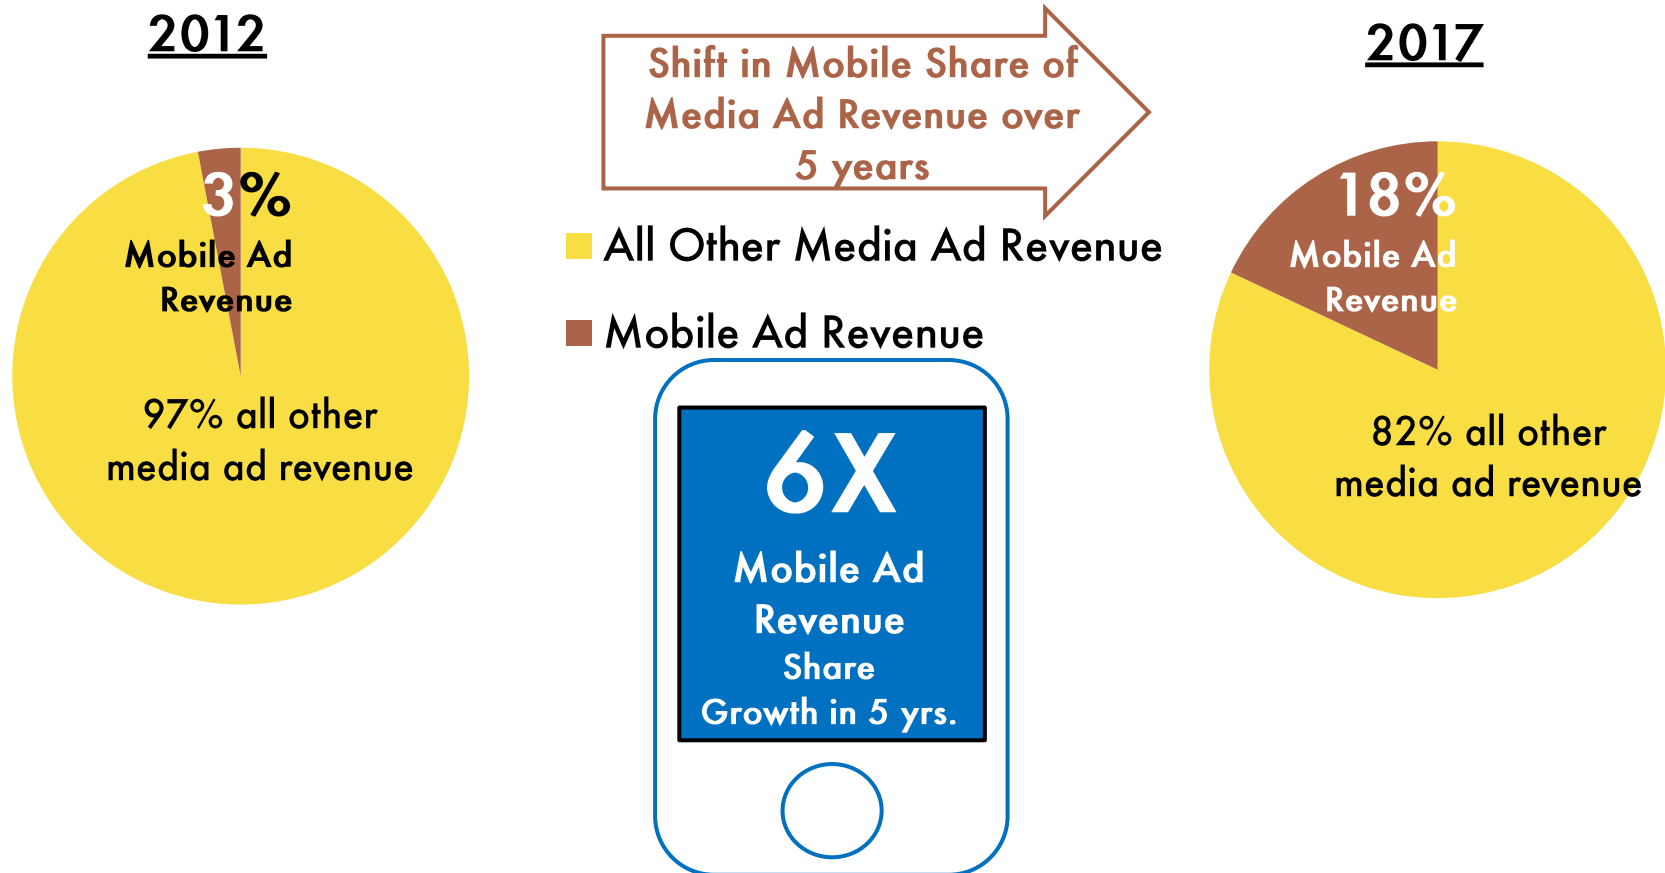 2012
3%
Mobile Ad
Revenue
97% all other
media ad revenue
Shift in Mobile Share of
Media Ad Revenue over
5 years
All Other Media Ad Revenue
Mobile Ad Revenue
6X
Mobile Ad
Revenue
Share
Growth in 5 yrs.
2017
18%
Mobile Ad
Revenue
82% all other
media ad revenue